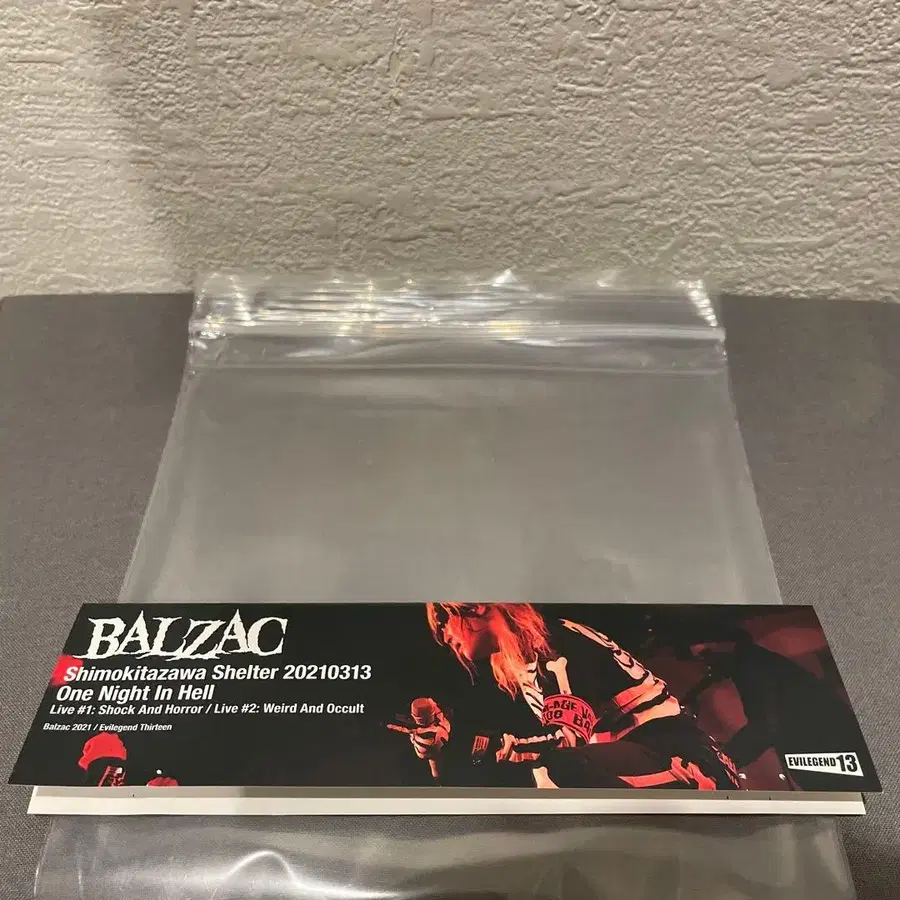 BALZAC
Shimokitazawa Shelter 20210313
One Night In Hell
Live #1: Shock And Horror / Live #2: Weird And Occult
Balzac 2021 / Evilegend Thirteen
EVILEGEND 13